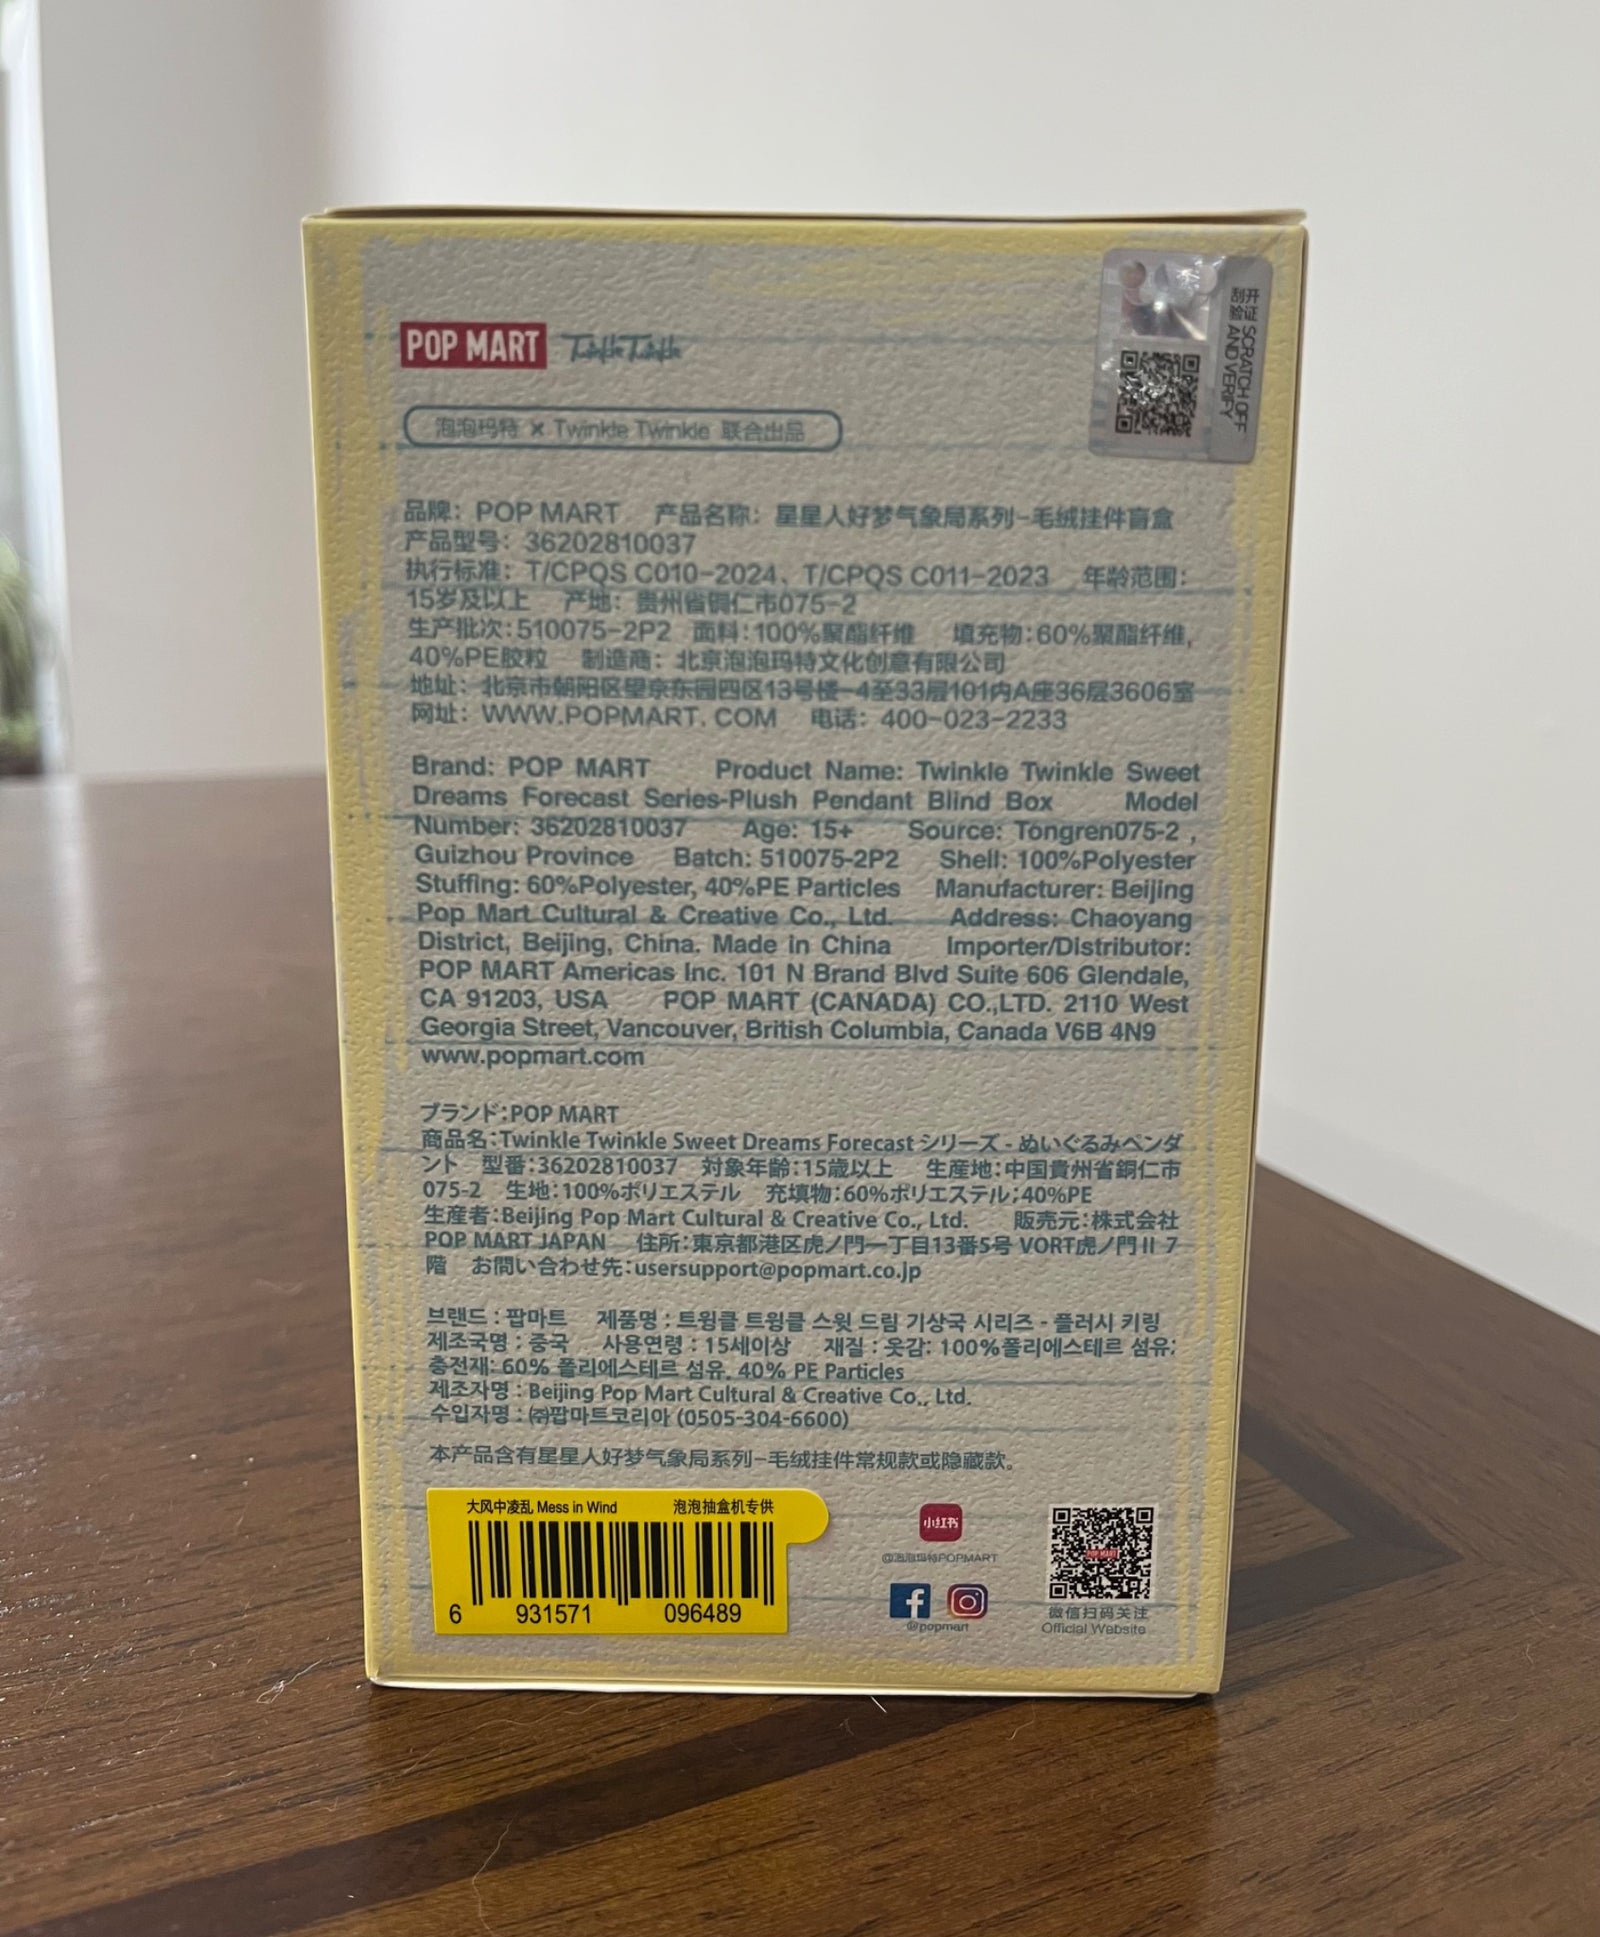 POP MART Twinkle Twinkle
刮开验证 SCRATCH OFF AND VERIFY
泡泡玛特 × Twinkle Twinkle 联合出品
品牌：POP MART 产品名称：星星人好梦气象局系列-毛绒挂件盲盒
产品型号：36202810037
执行标准：T/CPQS C010-2024、T/CPQS C011-2023 年龄范围：
15岁及以上 产地：贵州省铜仁市075-2
生产批次：510075-2P2 面料：100%聚酯纤维 填充物：60%聚酯纤维，
40%PE胶粒 制造商：北京泡泡玛特文化创意有限公司
地址：北京市朝阳区望京东园四区13号楼-4至33层101内A座36层3606室
网址：WWW.POPMART.COM 电话：400-023-2233
Brand: POP MART Product Name: Twinkle Twinkle Sweet
Dreams Forecast Series-Plush Pendant Blind Box Model
Number: 36202810037 Age: 15+ Source: Tongren075-2 ,
Guizhou Province Batch: 510075-2P2 Shell: 100%Polyester
Stuffing: 60%Polyester, 40%PE Particles Manufacturer: Beijing
Pop Mart Cultural & Creative Co., Ltd. Address: Chaoyang
District, Beijing, China. Made in China Importer/Distributor:
POP MART Americas Inc. 101 N Brand Blvd Suite 606 Glendale,
CA 91203, USA POP MART (CANADA) CO.,LTD. 2110 West
Georgia Street, Vancouver, British Columbia, Canada V6B 4N9
www.popmart.com
ブランド：POP MART
商品名：Twinkle Twinkle Sweet Dreams Forecast シリーズ - ぬいぐるみペンダ
ント 型番：36202810037 対象年齢：15歳以上 生産地：中国貴州省銅仁市
075-2 生地：100%ポリエステル 充填物：60%ポリエステル；40%PE
生産者：Beijing Pop Mart Cultural & Creative Co., Ltd. 販売元：株式会社
POP MART JAPAN 住所：東京都港区虎ノ門一丁目13番5号 VORT虎ノ門 II 7
階 お問い合わせ先：usersupport@popmart.co.jp
브랜드 : 팝마트 제품명 : 트윙클 트윙클 스윗 드림 기상국 시리즈 - 플러시 키링
제조국명 : 중국 사용연령 : 15세이상 재질 : 옷감: 100%폴리에스테르 섬유;
충전재: 60% 폴리에스테르 섬유, 40% PE Particles
제조자명 : Beijing Pop Mart Cultural & Creative Co., Ltd.
수입자명 : ㈜팝마트코리아 (0505-304-6600)
本产品含有星星人好梦气象局系列-毛绒挂件常规款或隐藏款。
大风中凌乱 Mess in Wind 泡泡抽盒机专供
6 931571 096489
小红书
@泡泡玛特POPMART
@popmart
POP MART
微信扫码关注
Official Website